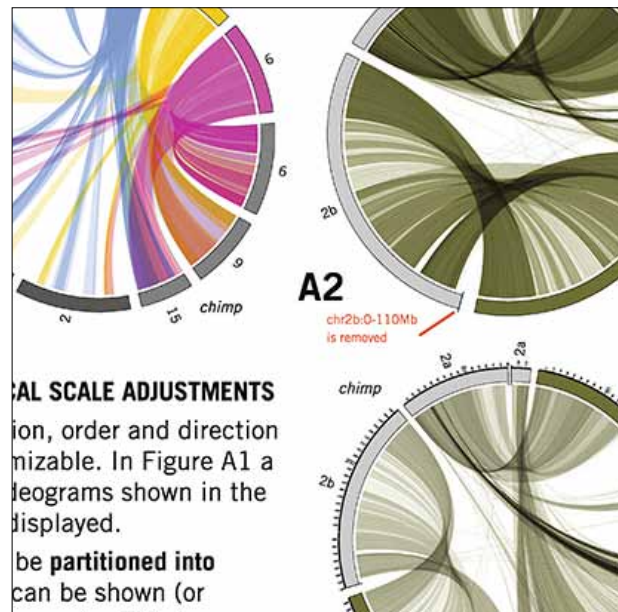 6
6
9
15
chimp
2
2b
A2
chr2b:0-110Mb
is removed
2a
2a
chimp
2b
CAL SCALE ADJUSTMENTS
ion, order and direction
mizable. In Figure A1 a
deograms shown in the
displayed.
be partitioned into
can be shown (or